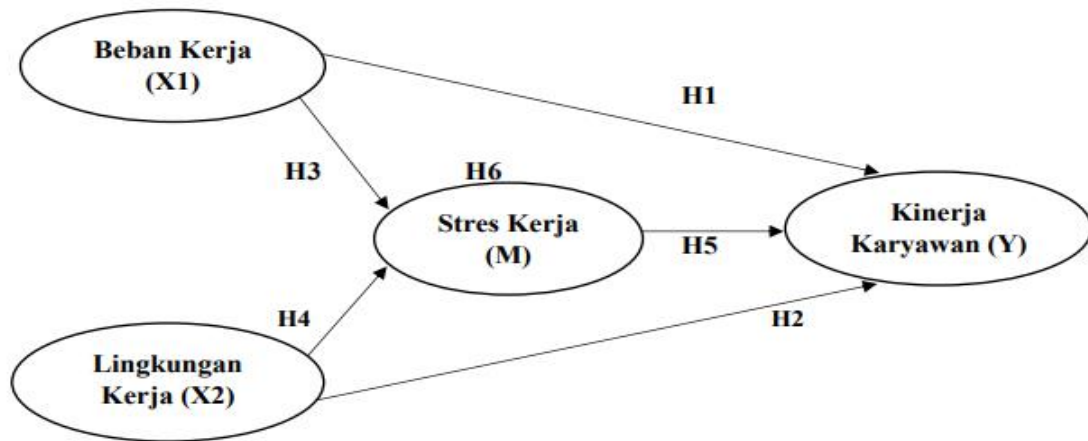 Beban Kerja
(X1)
H1
H3
H6
Stres Kerja
(M)
H5
Kinerja
Karyawan (Y)
H4
H2
Lingkungan
Kerja (X2)